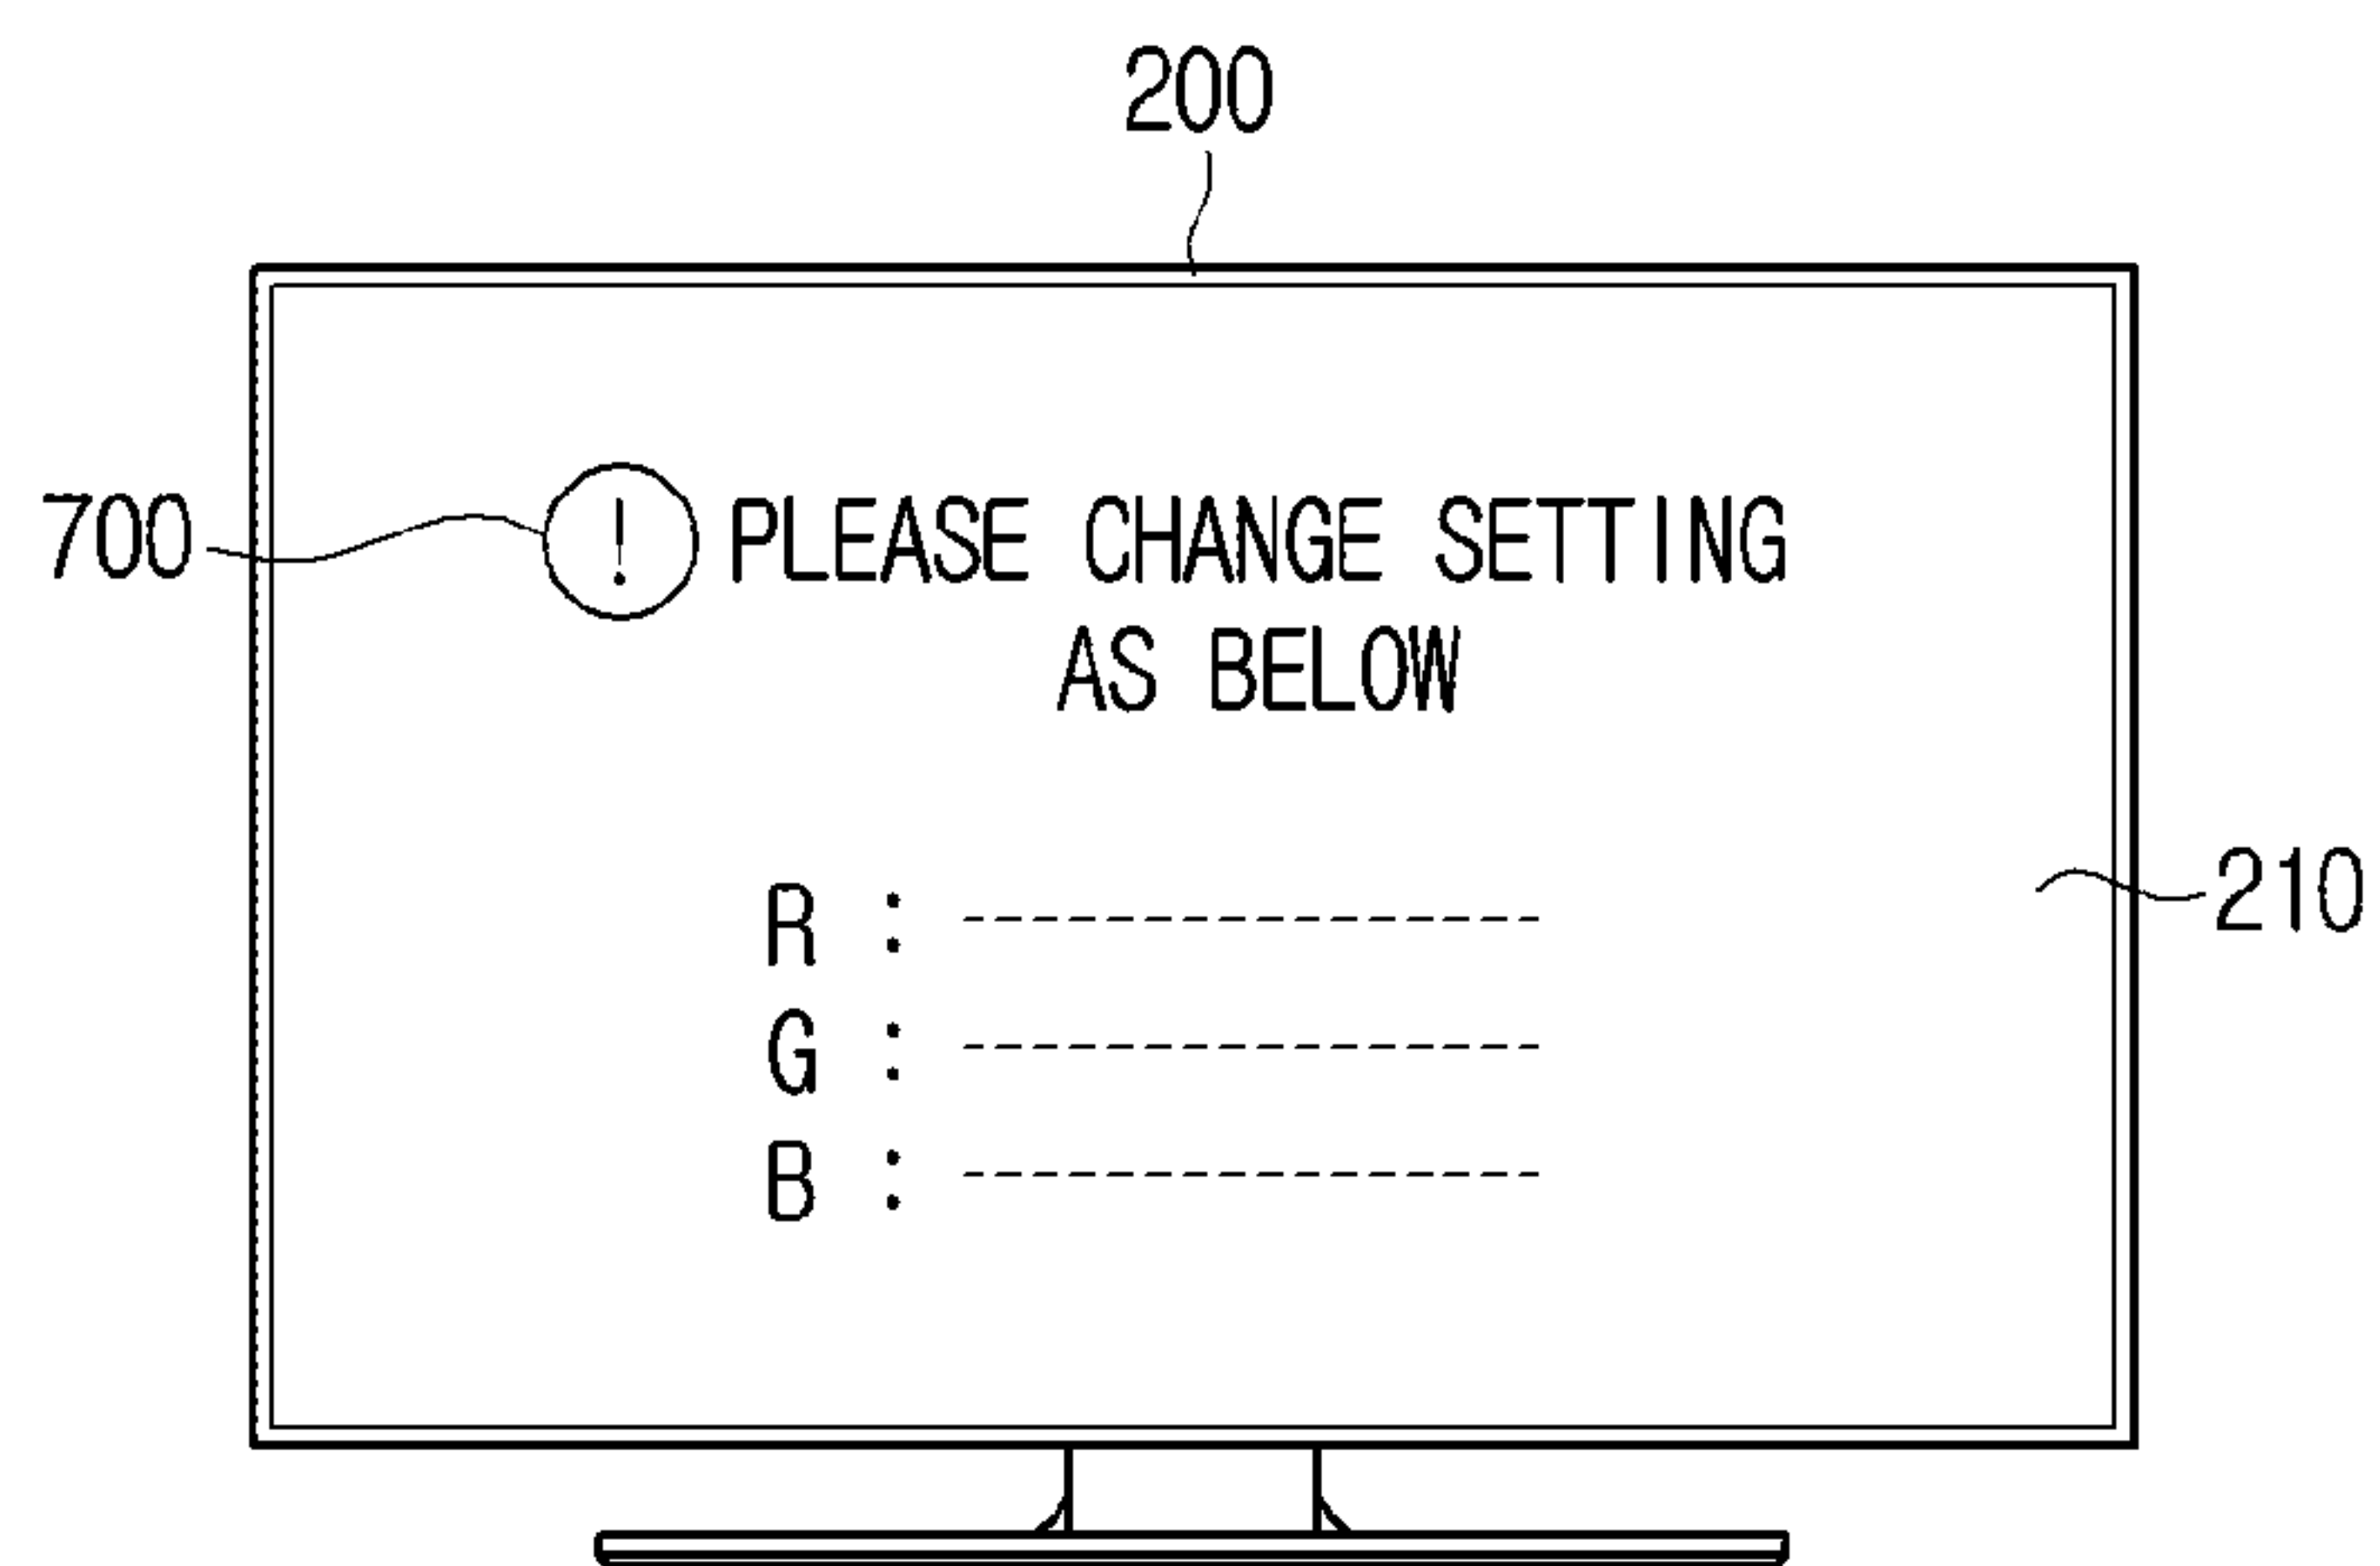 200
700
! PLEASE CHANGE SETTING
AS BELOW
210
R : ----------------
G : ----------------
B : ----------------